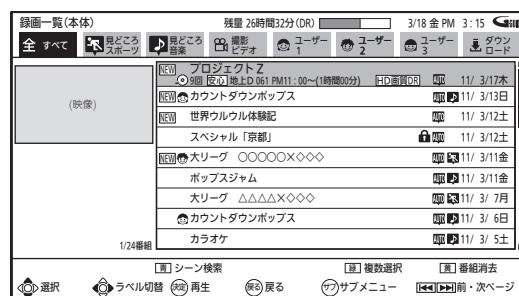 録画一覧(本体) 残量 26時間32分(DR) 3/18 金 PM 3:15
全 すべて 見どころ スポーツ 見どころ 音楽 撮影 ビデオ ユーザー 1 ユーザー 2 ユーザー 3 ダウンロード
(映像)
NEW プロジェクトZ
9回 安心 地上D 061 PM11:00〜(1時間00分) HD画質DR 11/ 3/17木
NEW カウントダウンポップス 11/ 3/13日
NEW 世界ウルウル体験記 11/ 3/12土
スペシャル「京都」 11/ 3/12土
NEW 大リーグ ○○○○○×◇◇◇ 11/ 3/11金
ポップスジャム 11/ 3/11金
大リーグ △△△△×◇◇◇ 11/ 3/ 7月
カウントダウンポップス 11/ 3/ 6日
カラオケ 11/ 3/ 5土
1/24番組
青 シーン検索 緑 複数選択 黄 番組消去
選択 ラベル切替 決定 再生 戻る 戻る サブ サブメニュー 前・次ページ